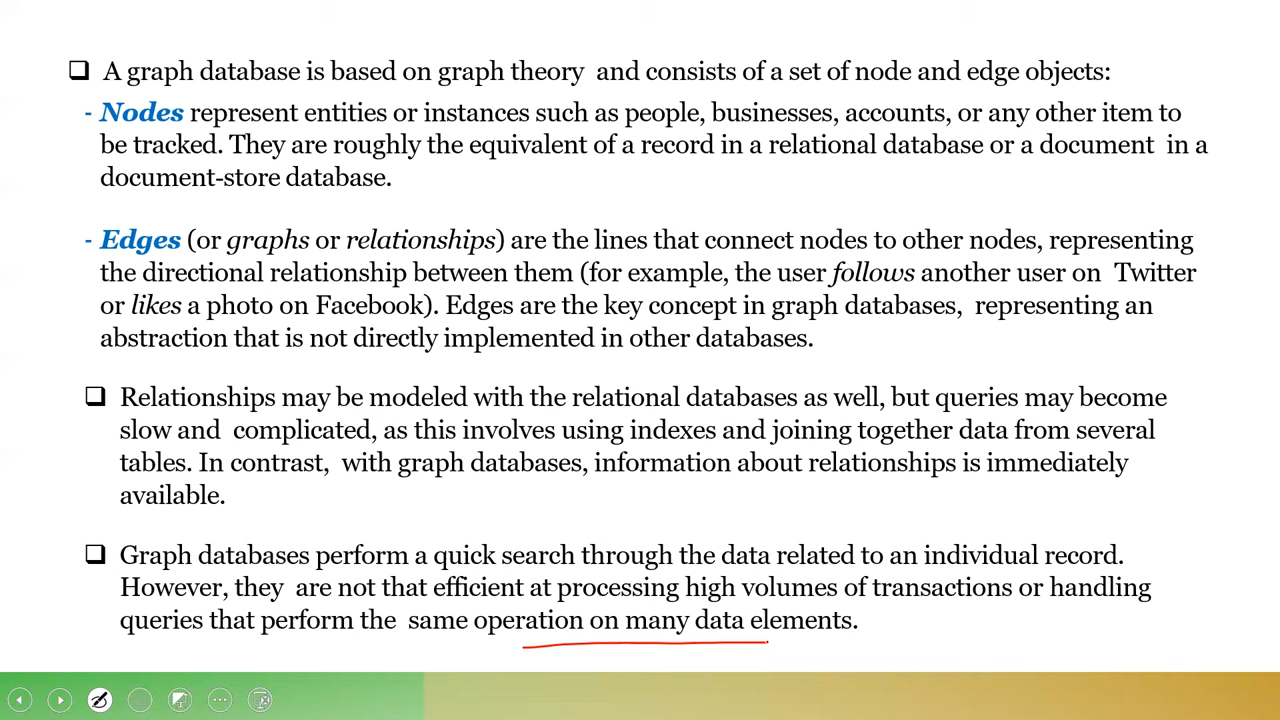 ❑ A graph database is based on graph theory and consists of a set of node and edge objects:
- Nodes represent entities or instances such as people, businesses, accounts, or any other item to
be tracked. They are roughly the equivalent of a record in a relational database or a document in a
document-store database.
- Edges (or graphs or relationships) are the lines that connect nodes to other nodes, representing
the directional relationship between them (for example, the user follows another user on Twitter
or likes a photo on Facebook). Edges are the key concept in graph databases, representing an
abstraction that is not directly implemented in other databases.
❑ Relationships may be modeled with the relational databases as well, but queries may become
slow and complicated, as this involves using indexes and joining together data from several
tables. In contrast, with graph databases, information about relationships is immediately
available.
❑ Graph databases perform a quick search through the data related to an individual record.
However, they are not that efficient at processing high volumes of transactions or handling
queries that perform the same operation on many data elements.